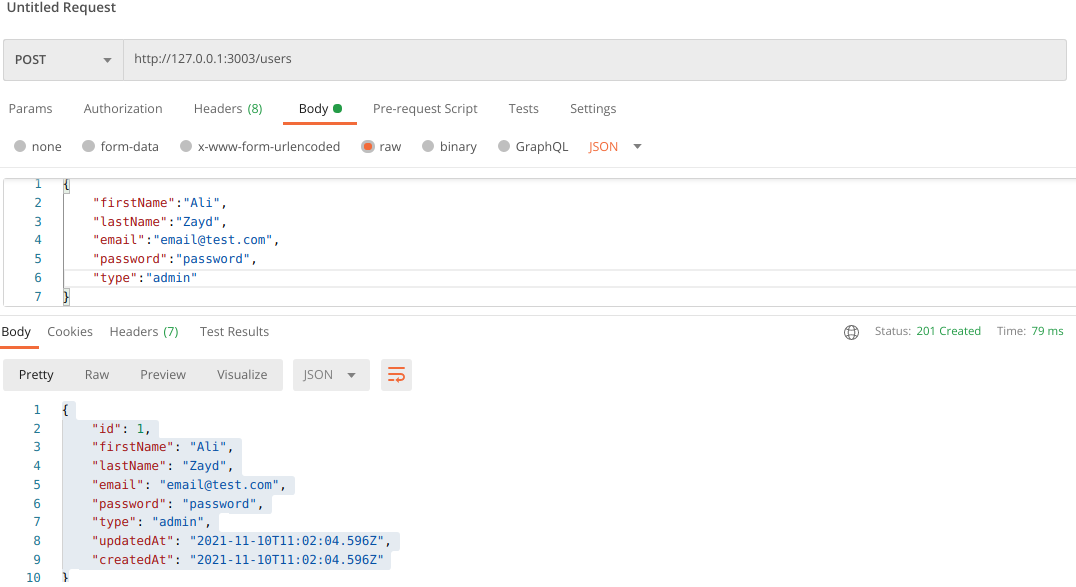 Untitled Request
POST http://127.0.0.1:3003/users
Params Authorization Headers (8) Body Pre-request Script Tests Settings
none form-data x-www-form-urlencoded raw binary GraphQL JSON
1 {
2 "firstName":"Ali",
3 "lastName":"Zayd",
4 "email":"email@test.com",
5 "password":"password",
6 "type":"admin"
7 }
Body Cookies Headers (7) Test Results Status: 201 Created Time: 79 ms
Pretty Raw Preview Visualize JSON
1 {
2 "id": 1,
3 "firstName": "Ali",
4 "lastName": "Zayd",
5 "email": "email@test.com",
6 "password": "password",
7 "type": "admin",
8 "updatedAt": "2021-11-10T11:02:04.596Z",
9 "createdAt": "2021-11-10T11:02:04.596Z"
10 }